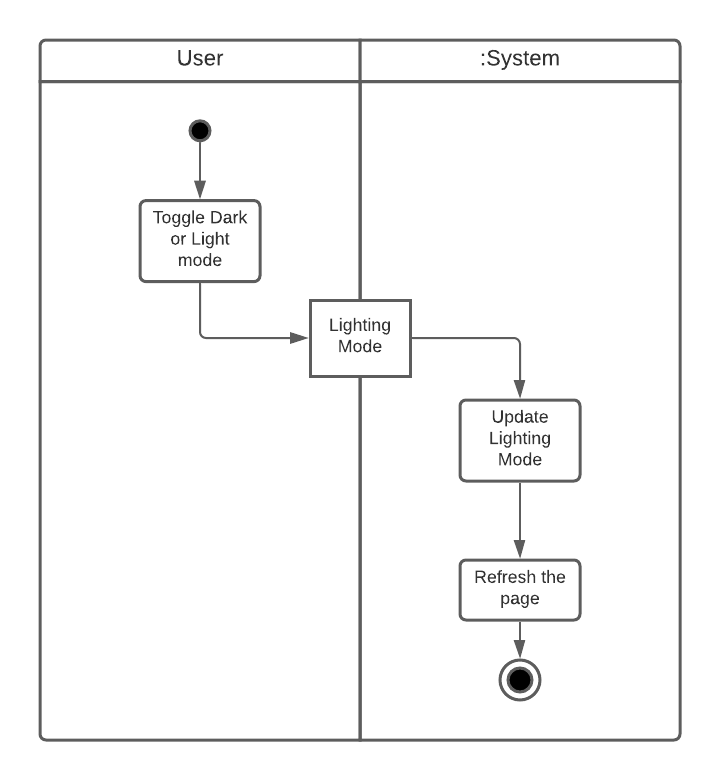 User
:System
Toggle Dark
or Light
mode
Lighting
Mode
Update
Lighting
Mode
Refresh the
page